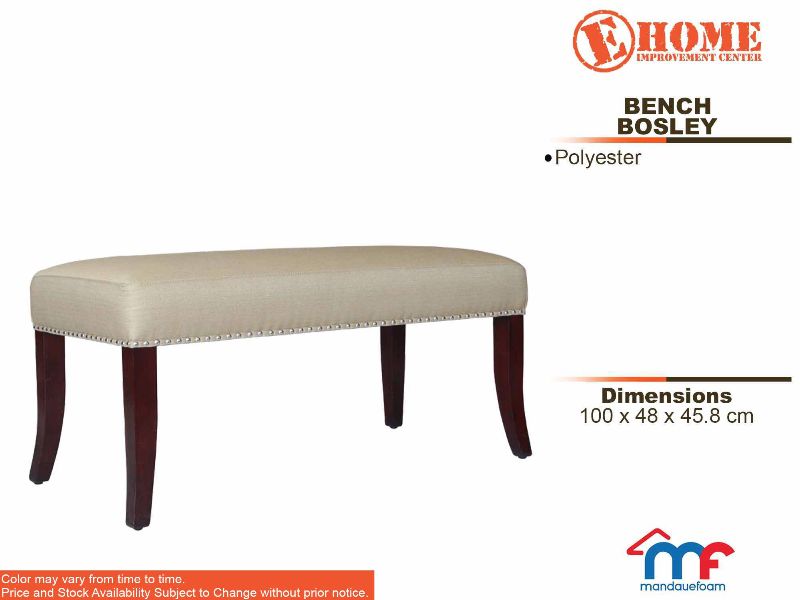 E HOME
IMPROVEMENT CENTER
BENCH
BOSLEY
•Polyester
Dimensions
100 x 48 x 45.8 cm
mf
mandauefoam
Color may vary from time to time.
Price and Stock Availability Subject to Change without prior notice.